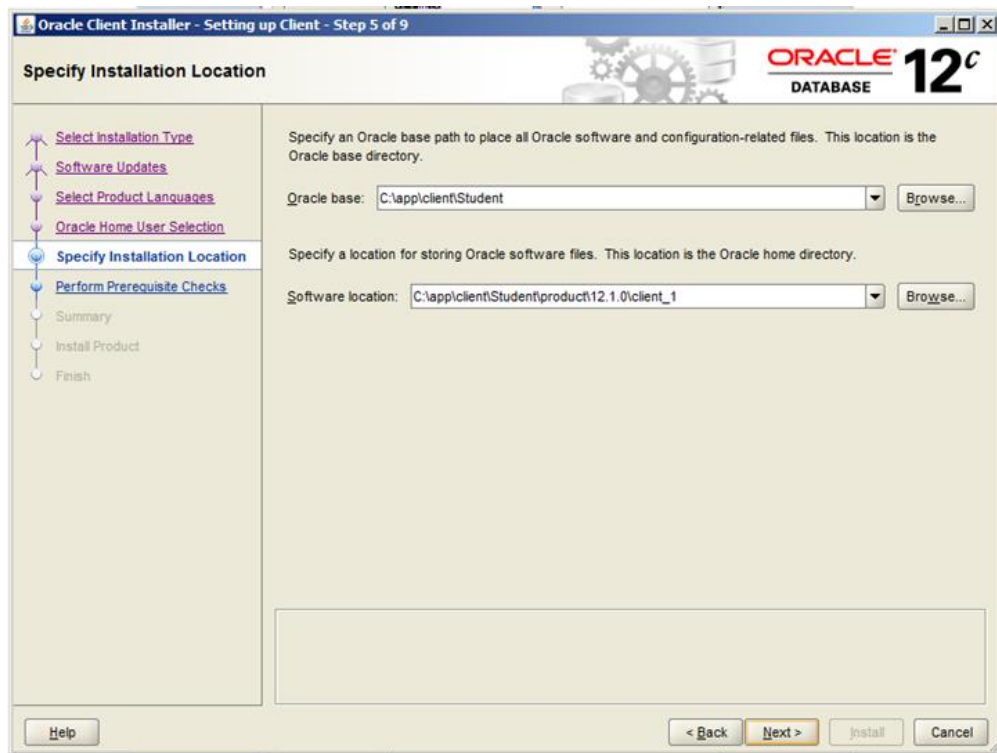 Oracle Client Installer - Setting up Client - Step 5 of 9
Specify Installation Location
ORACLE
DATABASE
12c
Select Installation Type
Software Updates
Select Product Languages
Oracle Home User Selection
Specify Installation Location
Perform Prerequisite Checks
Summary
Install Product
Finish
Specify an Oracle base path to place all Oracle software and configuration-related files. This location is the
Oracle base directory.
Oracle base: C:\app\client\Student Browse...
Specify a location for storing Oracle software files. This location is the Oracle home directory.
Software location: C:\app\client\Student\product\12.1.0\client_1 Browse...
Help < Back Next > Install Cancel